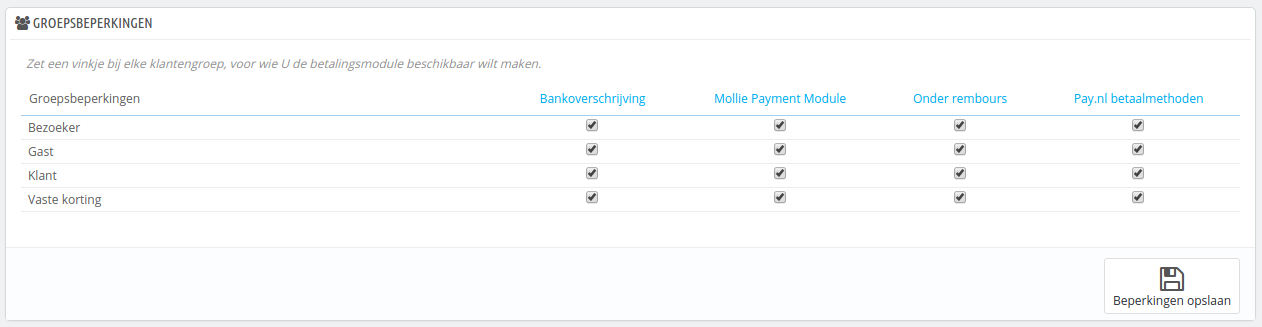 GROEPSBEPERKINGEN
Zet een vinkje bij elke klantengroep, voor wie U de betalingsmodule beschikbaar wilt maken.
Groepsbeperkingen Bankoverschrijving Mollie Payment Module Onder rembours Pay.nl betaalmethoden
Bezoeker
Gast
Klant
Vaste korting
Beperkingen opslaan